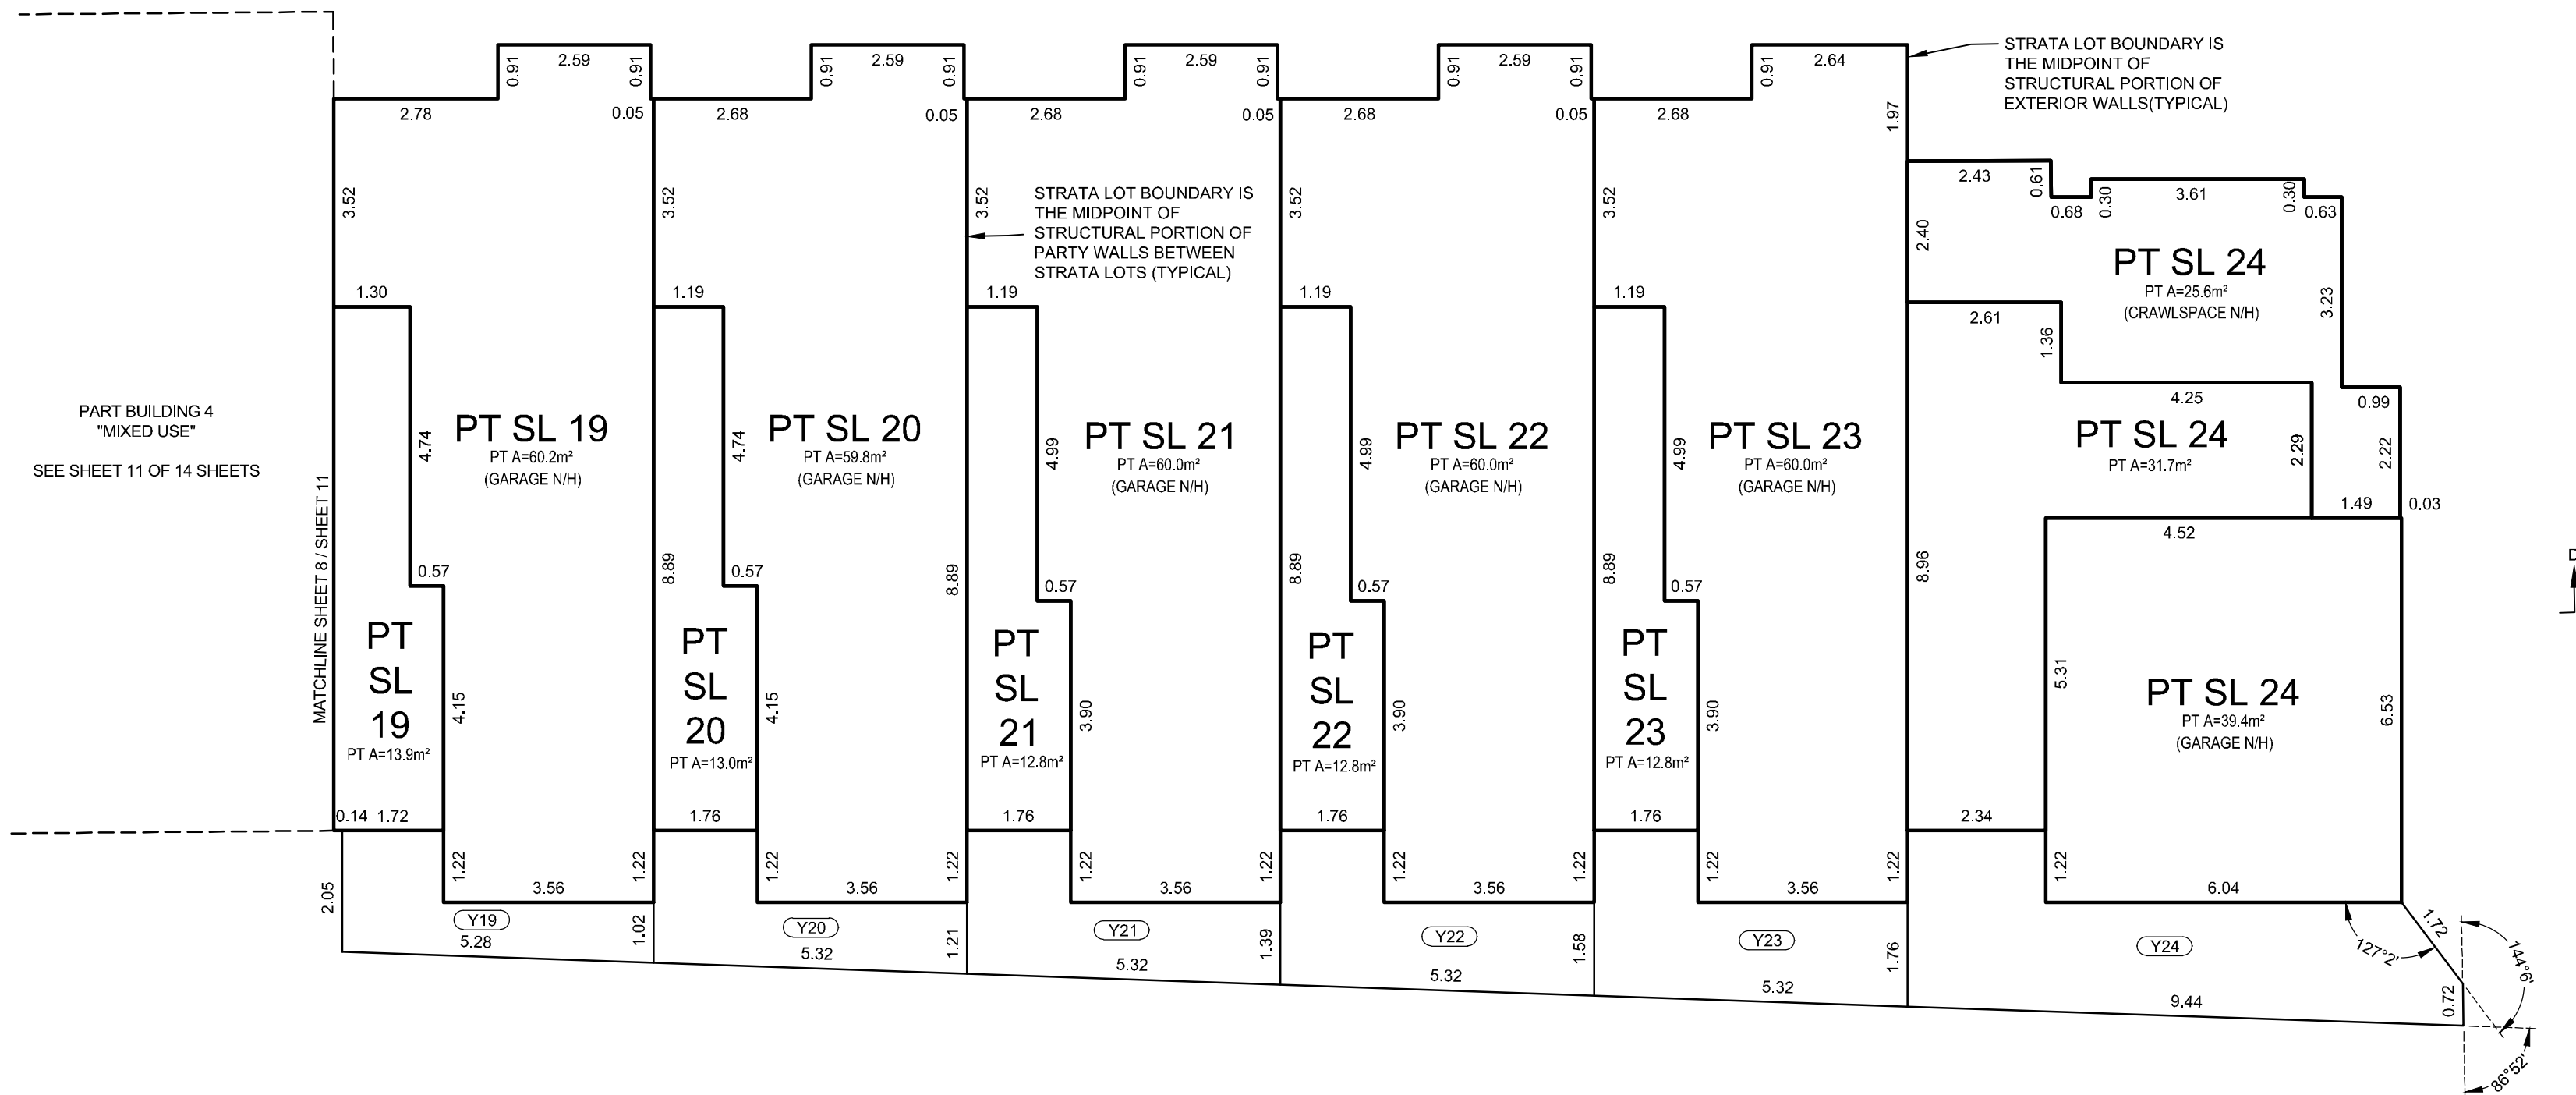 STRATA LOT BOUNDARY IS
THE MIDPOINT OF
STRUCTURAL PORTION OF
EXTERIOR WALLS(TYPICAL)
0.91 2.59 0.91
0.91 2.59 0.91
0.91 2.59 0.91
0.91 2.59 0.91
0.91 2.64
2.78 0.05
2.68 0.05
2.68 0.05
2.68 0.05
2.68 1.97
3.52
3.52
3.52
3.52
3.52
STRATA LOT BOUNDARY IS
THE MIDPOINT OF
STRUCTURAL PORTION OF
PARTY WALLS BETWEEN
STRATA LOTS (TYPICAL)
2.43 0.61 0.68 0.30 3.61 0.30 0.63
2.40
PT SL 24
PT A=25.6m²
(CRAWLSPACE N/H)
3.23
1.30
1.19
1.19
1.19
1.19
2.61
1.36
4.25
0.99
PART BUILDING 4
"MIXED USE"
SEE SHEET 11 OF 14 SHEETS
MATCHLINE SHEET 8 / SHEET 11
4.74
PT SL 19
PT A=60.2m²
(GARAGE N/H)
4.74
PT SL 20
PT A=59.8m²
(GARAGE N/H)
4.99
PT SL 21
PT A=60.0m²
(GARAGE N/H)
4.99
PT SL 22
PT A=60.0m²
(GARAGE N/H)
4.99
PT SL 23
PT A=60.0m²
(GARAGE N/H)
PT SL 24
PT A=31.7m²
2.29
2.22
1.49 0.03
4.52
0.57
8.89
0.57
8.89
0.57
8.89
0.57
8.89
0.57
8.96
D
PT
SL
19
PT A=13.9m²
4.15
PT
SL
20
PT A=13.0m²
4.15
PT
SL
21
PT A=12.8m²
3.90
PT
SL
22
PT A=12.8m²
3.90
PT
SL
23
PT A=12.8m²
3.90
5.31
PT SL 24
PT A=39.4m²
(GARAGE N/H)
6.53
0.14 1.72
1.76
1.76
1.76
1.76
2.34
2.05
1.22 3.56 1.22
1.22 3.56 1.22
1.22 3.56 1.22
1.22 3.56 1.22
1.22 3.56 1.22
1.22 6.04
Y19
5.28
1.02
Y20
5.32
1.21
Y21
5.32
1.39
Y22
5.32
1.58
Y23
5.32
1.76
Y24
9.44
127°2'
1.72
144°6'
0.72
86°52'